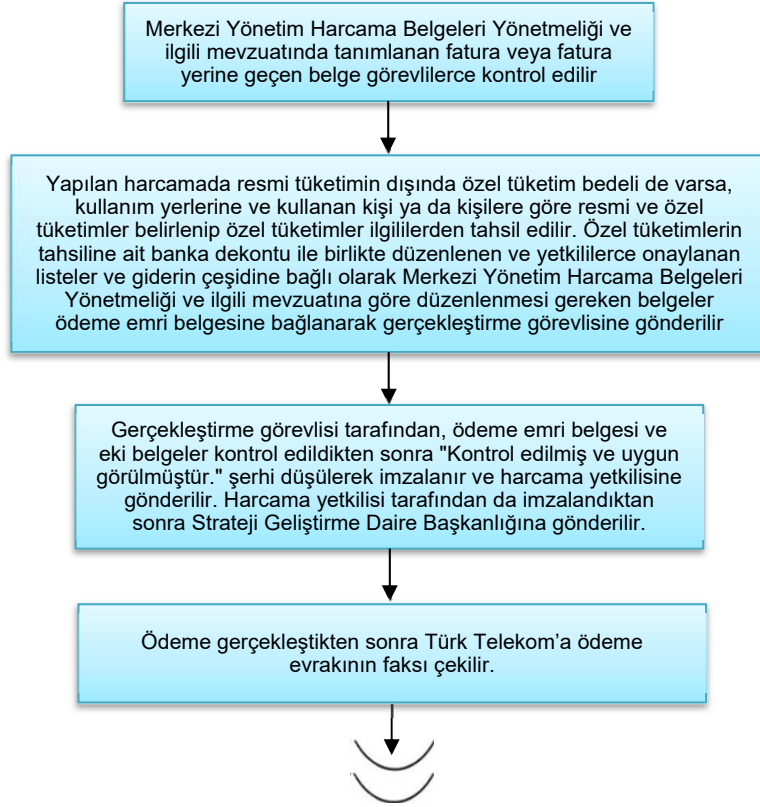 Merkezi Yönetim Harcama Belgeleri Yönetmeliği ve
ilgili mevzuatında tanımlanan fatura veya fatura
yerine geçen belge görevlilerce kontrol edilir
Yapılan harcamada resmi tüketimin dışında özel tüketim bedeli de varsa,
kullanım yerlerine ve kullanan kişi ya da kişilere göre resmi ve özel
tüketimler belirlenip özel tüketimler ilgililerden tahsil edilir. Özel tüketimlerin
tahsiline ait banka dekontu ile birlikte düzenlenen ve yetkililerce onaylanan
listeler ve giderin çeşidine bağlı olarak Merkezi Yönetim Harcama Belgeleri
Yönetmeliği ve ilgili mevzuatına göre düzenlenmesi gereken belgeler
ödeme emri belgesine bağlanarak gerçekleştirme görevlisine gönderilir
Gerçekleştirme görevlisi tarafından, ödeme emri belgesi ve
eki belgeler kontrol edildikten sonra "Kontrol edilmiş ve uygun
görülmüştür." şerhi düşülerek imzalanır ve harcama yetkilisine
gönderilir. Harcama yetkilisi tarafından da imzalandıktan
sonra Strateji Geliştirme Daire Başkanlığına gönderilir.
Ödeme gerçekleştikten sonra Türk Telekom’a ödeme
evrakının faksı çekilir.